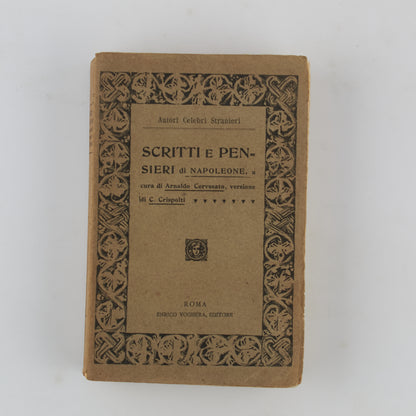 Autori Celebri Stranieri
SCRITTI E PEN-
SIERI di NAPOLEONE, a
cura di Arnaldo Cervesato, versione
di C. Crispolti
ROMA
ENRICO VOGHERA, EDITORE